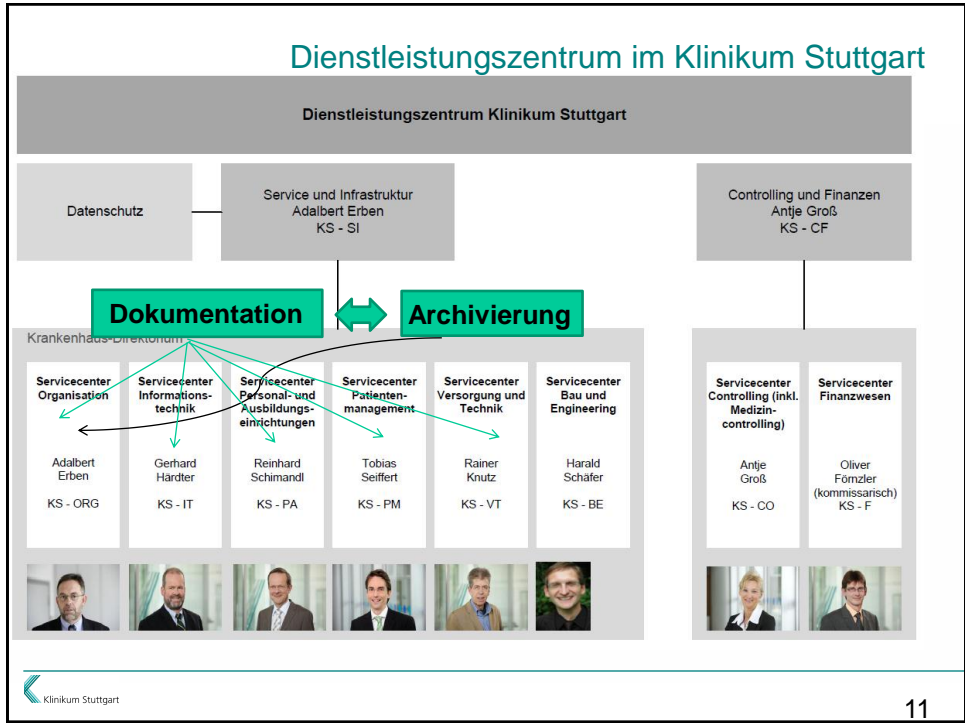 Dienstleistungszentrum im Klinikum Stuttgart
Dienstleistungszentrum Klinikum Stuttgart
Datenschutz
Service und Infrastruktur
Adalbert Erben
KS - SI
Controlling und Finanzen
Antje Groß
KS - CF
Dokumentation
Archivierung
Krankenhaus-Direktorium
Servicecenter
Organisation
Adalbert
Erben
KS - ORG
Servicecenter
Informations-
technik
Gerhard
Härdter
KS - IT
Servicecenter
Personal- und
Ausbildungs-
einrichtungen
Reinhard
Schimandl
KS - PA
Servicecenter
Patienten-
management
Tobias
Seiffert
KS - PM
Servicecenter
Versorgung und
Technik
Rainer
Knutz
KS - VT
Servicecenter
Bau und
Engineering
Harald
Schäfer
KS - BE
Servicecenter
Controlling (inkl.
Medizin-
controlling)
Antje
Groß
KS - CO
Servicecenter
Finanzwesen
Oliver
Förnzler
(kommissarisch)
KS - F
Klinikum Stuttgart
11